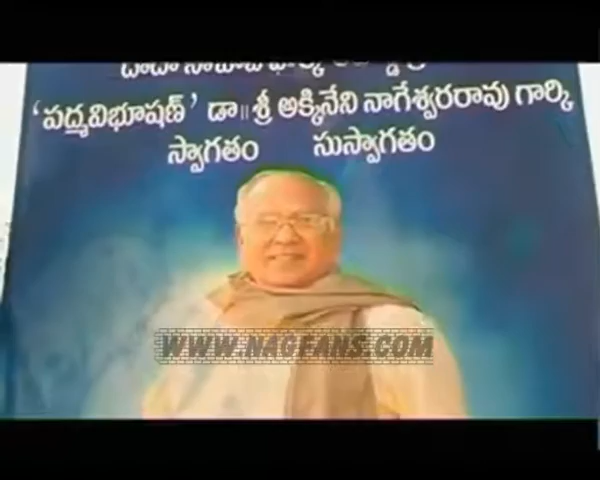 ‘పద్మవిభూషణ్’ డా॥ శ్రీ అక్కినేని నాగేశ్వరరావు గార్కి
స్వాగతం సుస్వాగతం
WWW.NAGFANS.COM